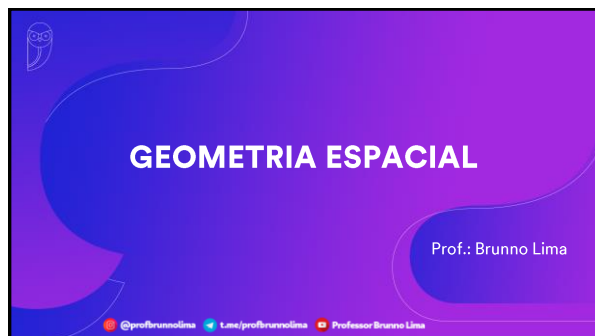 GEOMETRIA ESPACIAL
Prof.: Brunno Lima
@profbrunnolima t.me/profbrunnolima Professor Brunno Lima